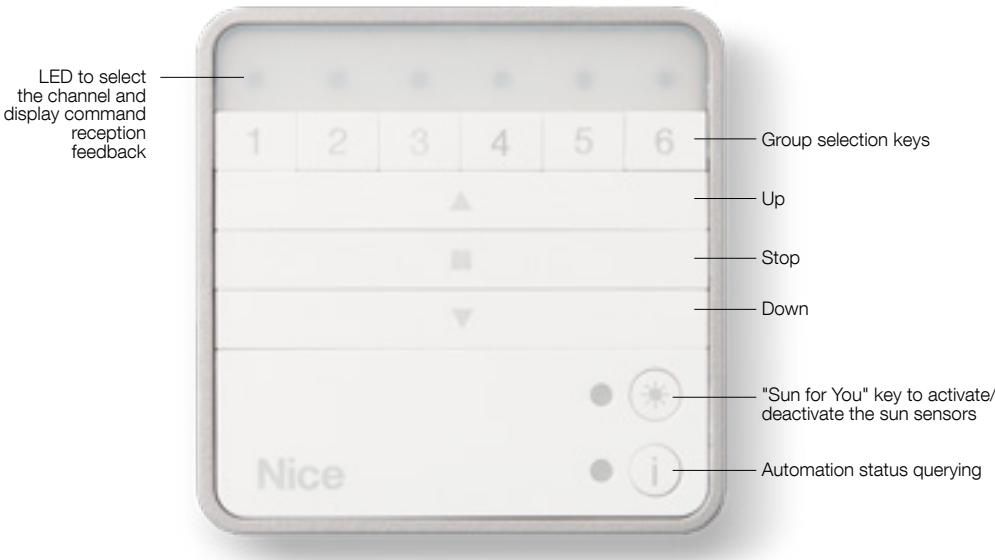 LED to select
the channel and
display command
reception
feedback
1 2 3 4 5 6
Group selection keys
Up
Stop
Down
"Sun for You" key to activate/
deactivate the sun sensors
Nice
i
Automation status querying